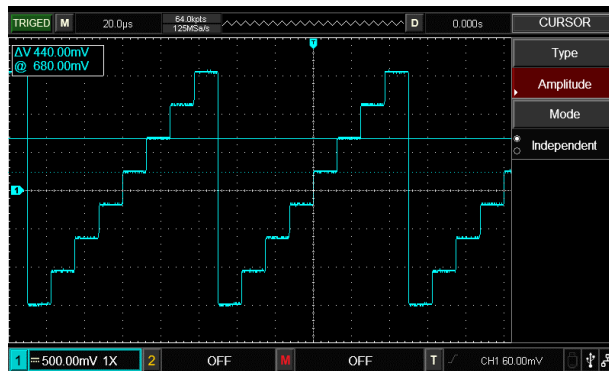 TRIGED M 20.0µs 64.0kpts 125MSa/s D 0.000s CURSOR
ΔV 440.00mV
@ 680.00mV
T
Type
Amplitude
Mode
Independent
1
1 500.00mV 1X 2 OFF M OFF T CH1 60.00mV